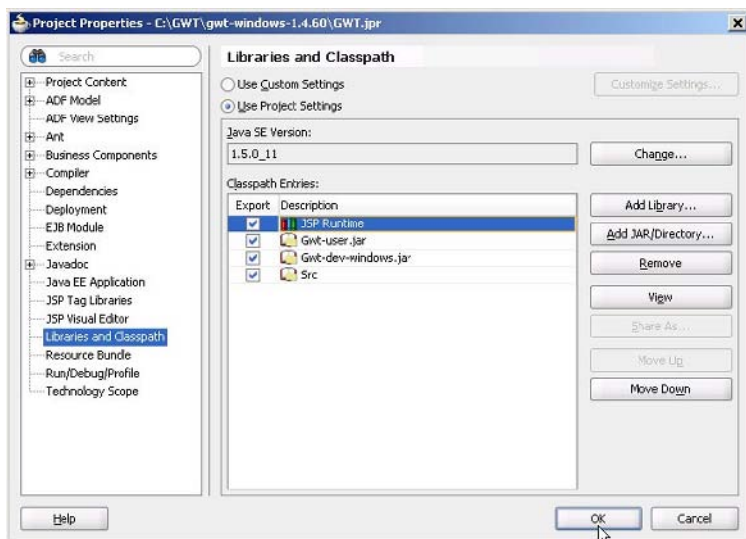 Project Properties - C:\GWT\gwt-windows-1.4.60\GWT.jpr
Search
Project Content
ADF Model
ADF View Settings
Ant
Business Components
Compiler
Dependencies
Deployment
EJB Module
Extension
Javadoc
Java EE Application
JSP Tag Libraries
JSP Visual Editor
Libraries and Classpath
Resource Bundle
Run/Debug/Profile
Technology Scope
Libraries and Classpath
Use Custom Settings
Customize Settings...
Use Project Settings
Java SE Version:
1.5.0_11
Change...
Classpath Entries:
Export Description
JSP Runtime
Gwt-user.jar
Gwt-dev-windows.jar
Src
Add Library...
Add JAR/Directory...
Remove
View
Share As...
Move Up
Move Down
Help
OK
Cancel